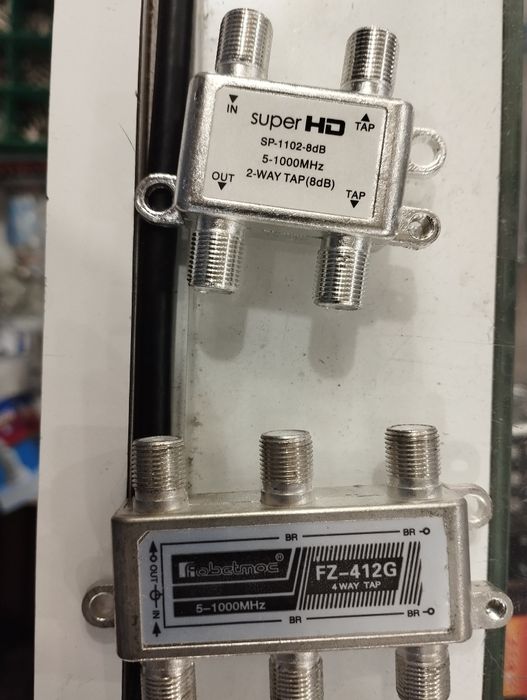 IN
super HD
TAP
SP-1102-8dB
5-1000MHz
2-WAY TAP(8dB)
OUT
TAP
BR
BR
OUT
IN
Fabetmac®
FZ-412G
4 WAY TAP
5-1000MHz
BR
BR